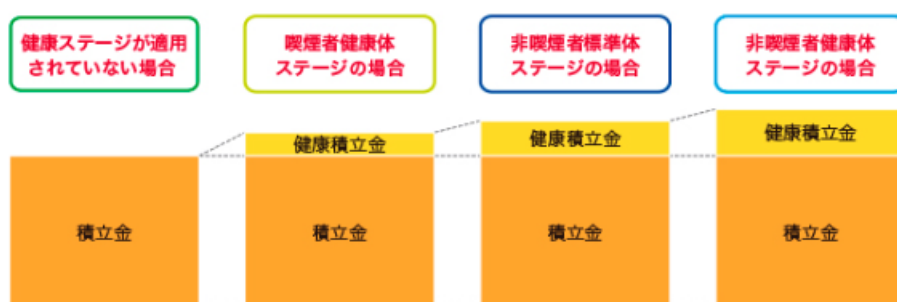 健康ステージが適用
されていない場合
喫煙者健康体
ステージの場合
非喫煙者標準体
ステージの場合
非喫煙者健康体
ステージの場合
健康積立金
健康積立金
健康積立金
積立金
積立金
積立金
積立金